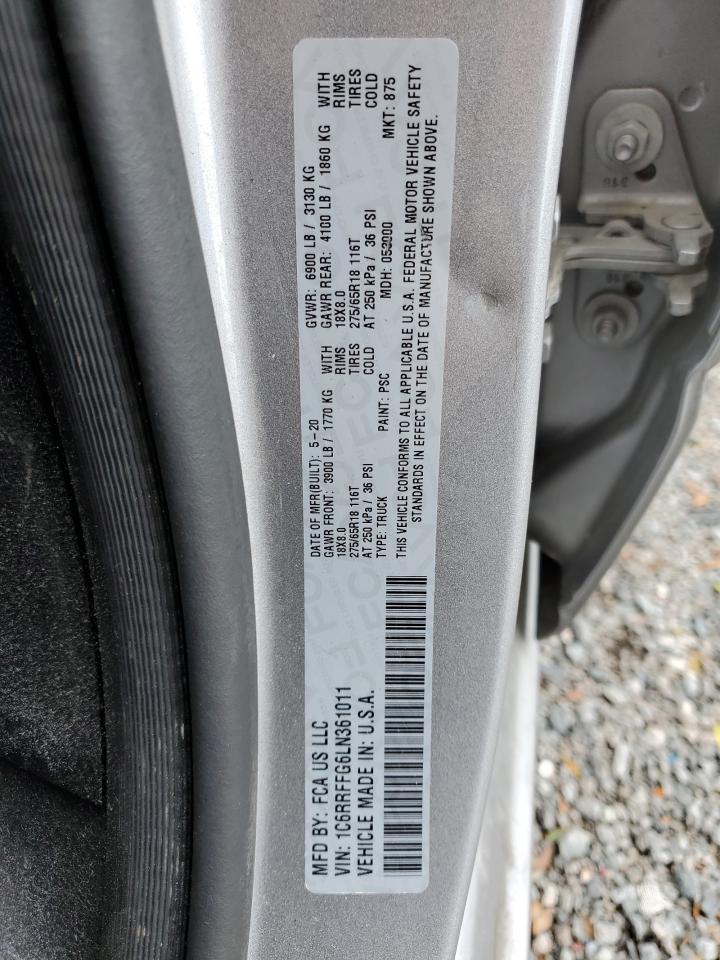 MFD BY: FCA US LLC
VIN: 1C6RRFFG6LN361011
VEHICLE MADE IN: U.S.A.
DATE OF MFR(BUILT): 5-20 GVWR: 6900 LB / 3130 KG
GAWR FRONT: 3900 LB / 1770 KG WITH GAWR REAR: 4100 LB / 1860 KG WITH
18X8.0 RIMS 18X8.0 RIMS
275/65R18 116T TIRES 275/65R18 116T TIRES
AT 250 kPa / 36 PSI COLD AT 250 kPa / 36 PSI COLD
TYPE: TRUCK PAINT: PSC MDH: MKT: 875
THIS VEHICLE CONFORMS TO ALL APPLICABLE U.S.A. FEDERAL MOTOR VEHICLE SAFETY
STANDARDS IN EFFECT ON THE DATE OF MANUFACTURE SHOWN ABOVE.